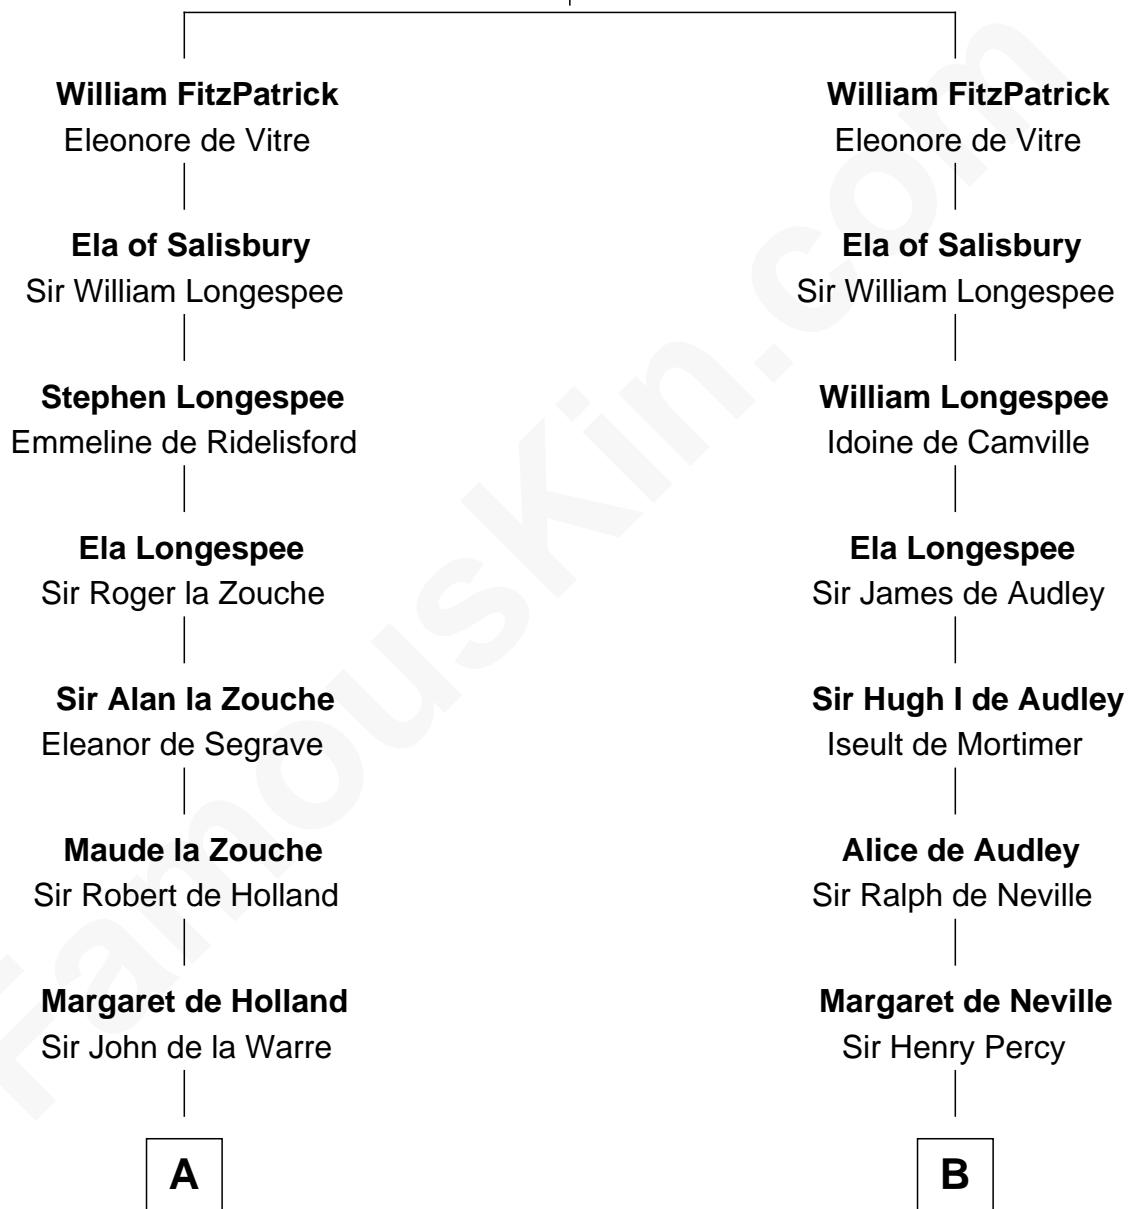 William FitzPatrick
Eleonore de Vitre
Ela of Salisbury
Sir William Longespee
Stephen Longespee
Emmeline de Ridelisford
Ela Longespee
Sir Roger la Zouche
Sir Alan la Zouche
Eleanor de Segrave
Maude la Zouche
Sir Robert de Holland
Margaret de Holland
Sir John de la Warre
A
William FitzPatrick
Eleonore de Vitre
Ela of Salisbury
Sir William Longespee
William Longespee
Idoine de Camville
Ela Longespee
Sir James de Audley
Sir Hugh I de Audley
Iseult de Mortimer
Alice de Audley
Sir Ralph de Neville
Margaret de Neville
Sir Henry Percy
B
FamousKin.com